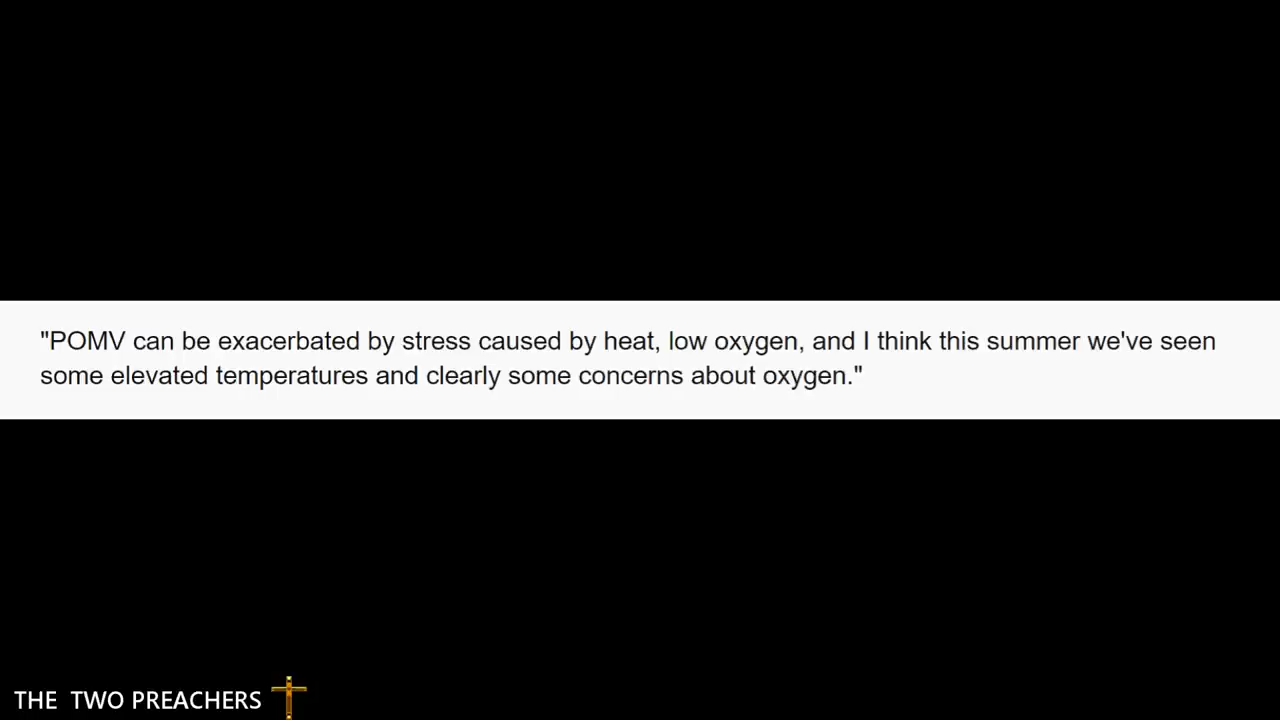 "POMV can be exacerbated by stress caused by heat, low oxygen, and I think this summer we've seen
some elevated temperatures and clearly some concerns about oxygen."
THE TWO PREACHERS